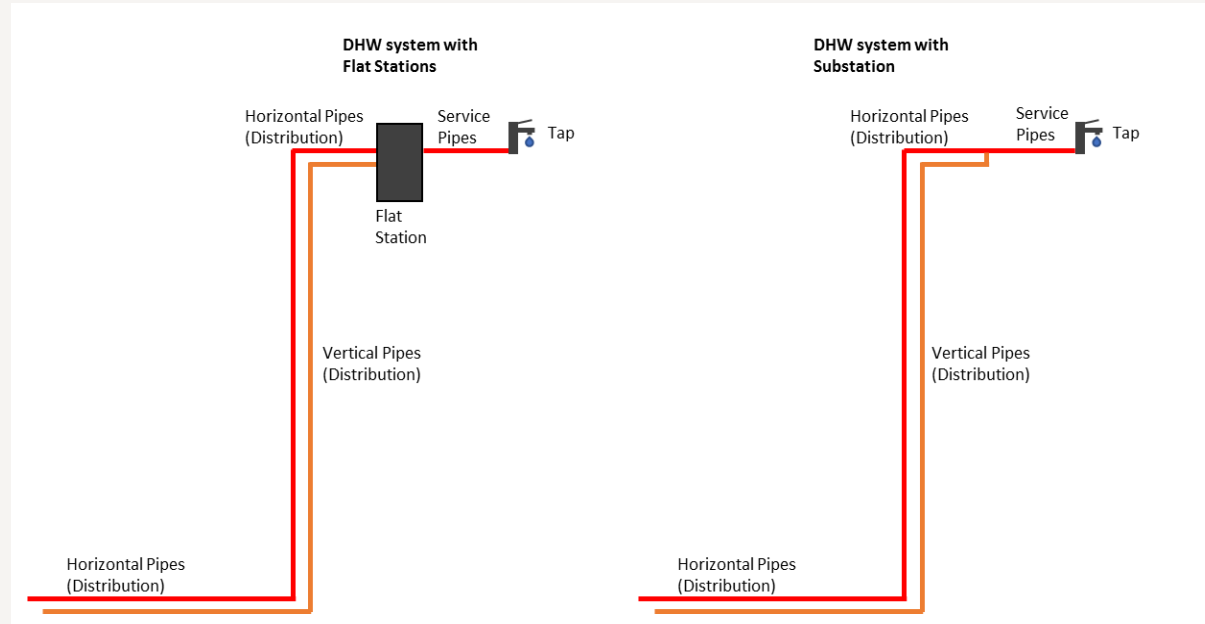 DHW system with
Flat Stations
Horizontal Pipes
(Distribution)
Service
Pipes
Tap
Flat
Station
Vertical Pipes
(Distribution)
Horizontal Pipes
(Distribution)
DHW system with
Substation
Horizontal Pipes
(Distribution)
Service
Pipes
Tap
Vertical Pipes
(Distribution)
Horizontal Pipes
(Distribution)